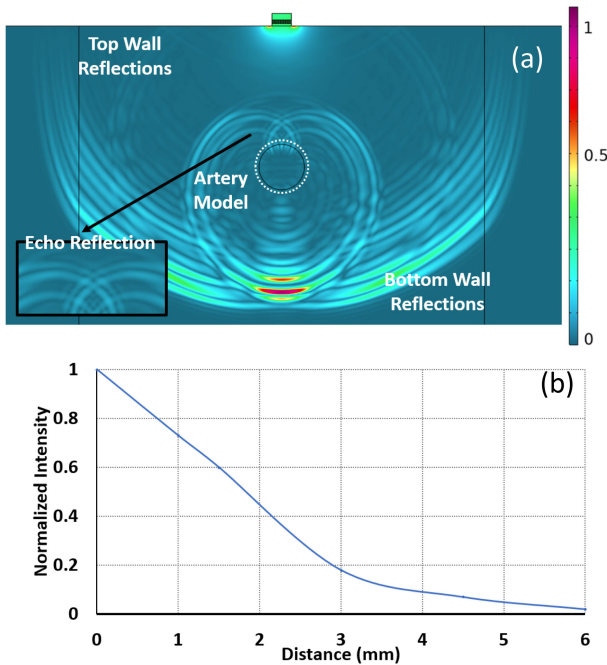 Top Wall
Reflections
(a)
1
0.5
0
Artery
Model
Echo Reflection
Bottom Wall
Reflections
(b)
Normalized Intensity
1
0.8
0.6
0.4
0.2
0
0 1 2 3 4 5 6
Distance (mm)